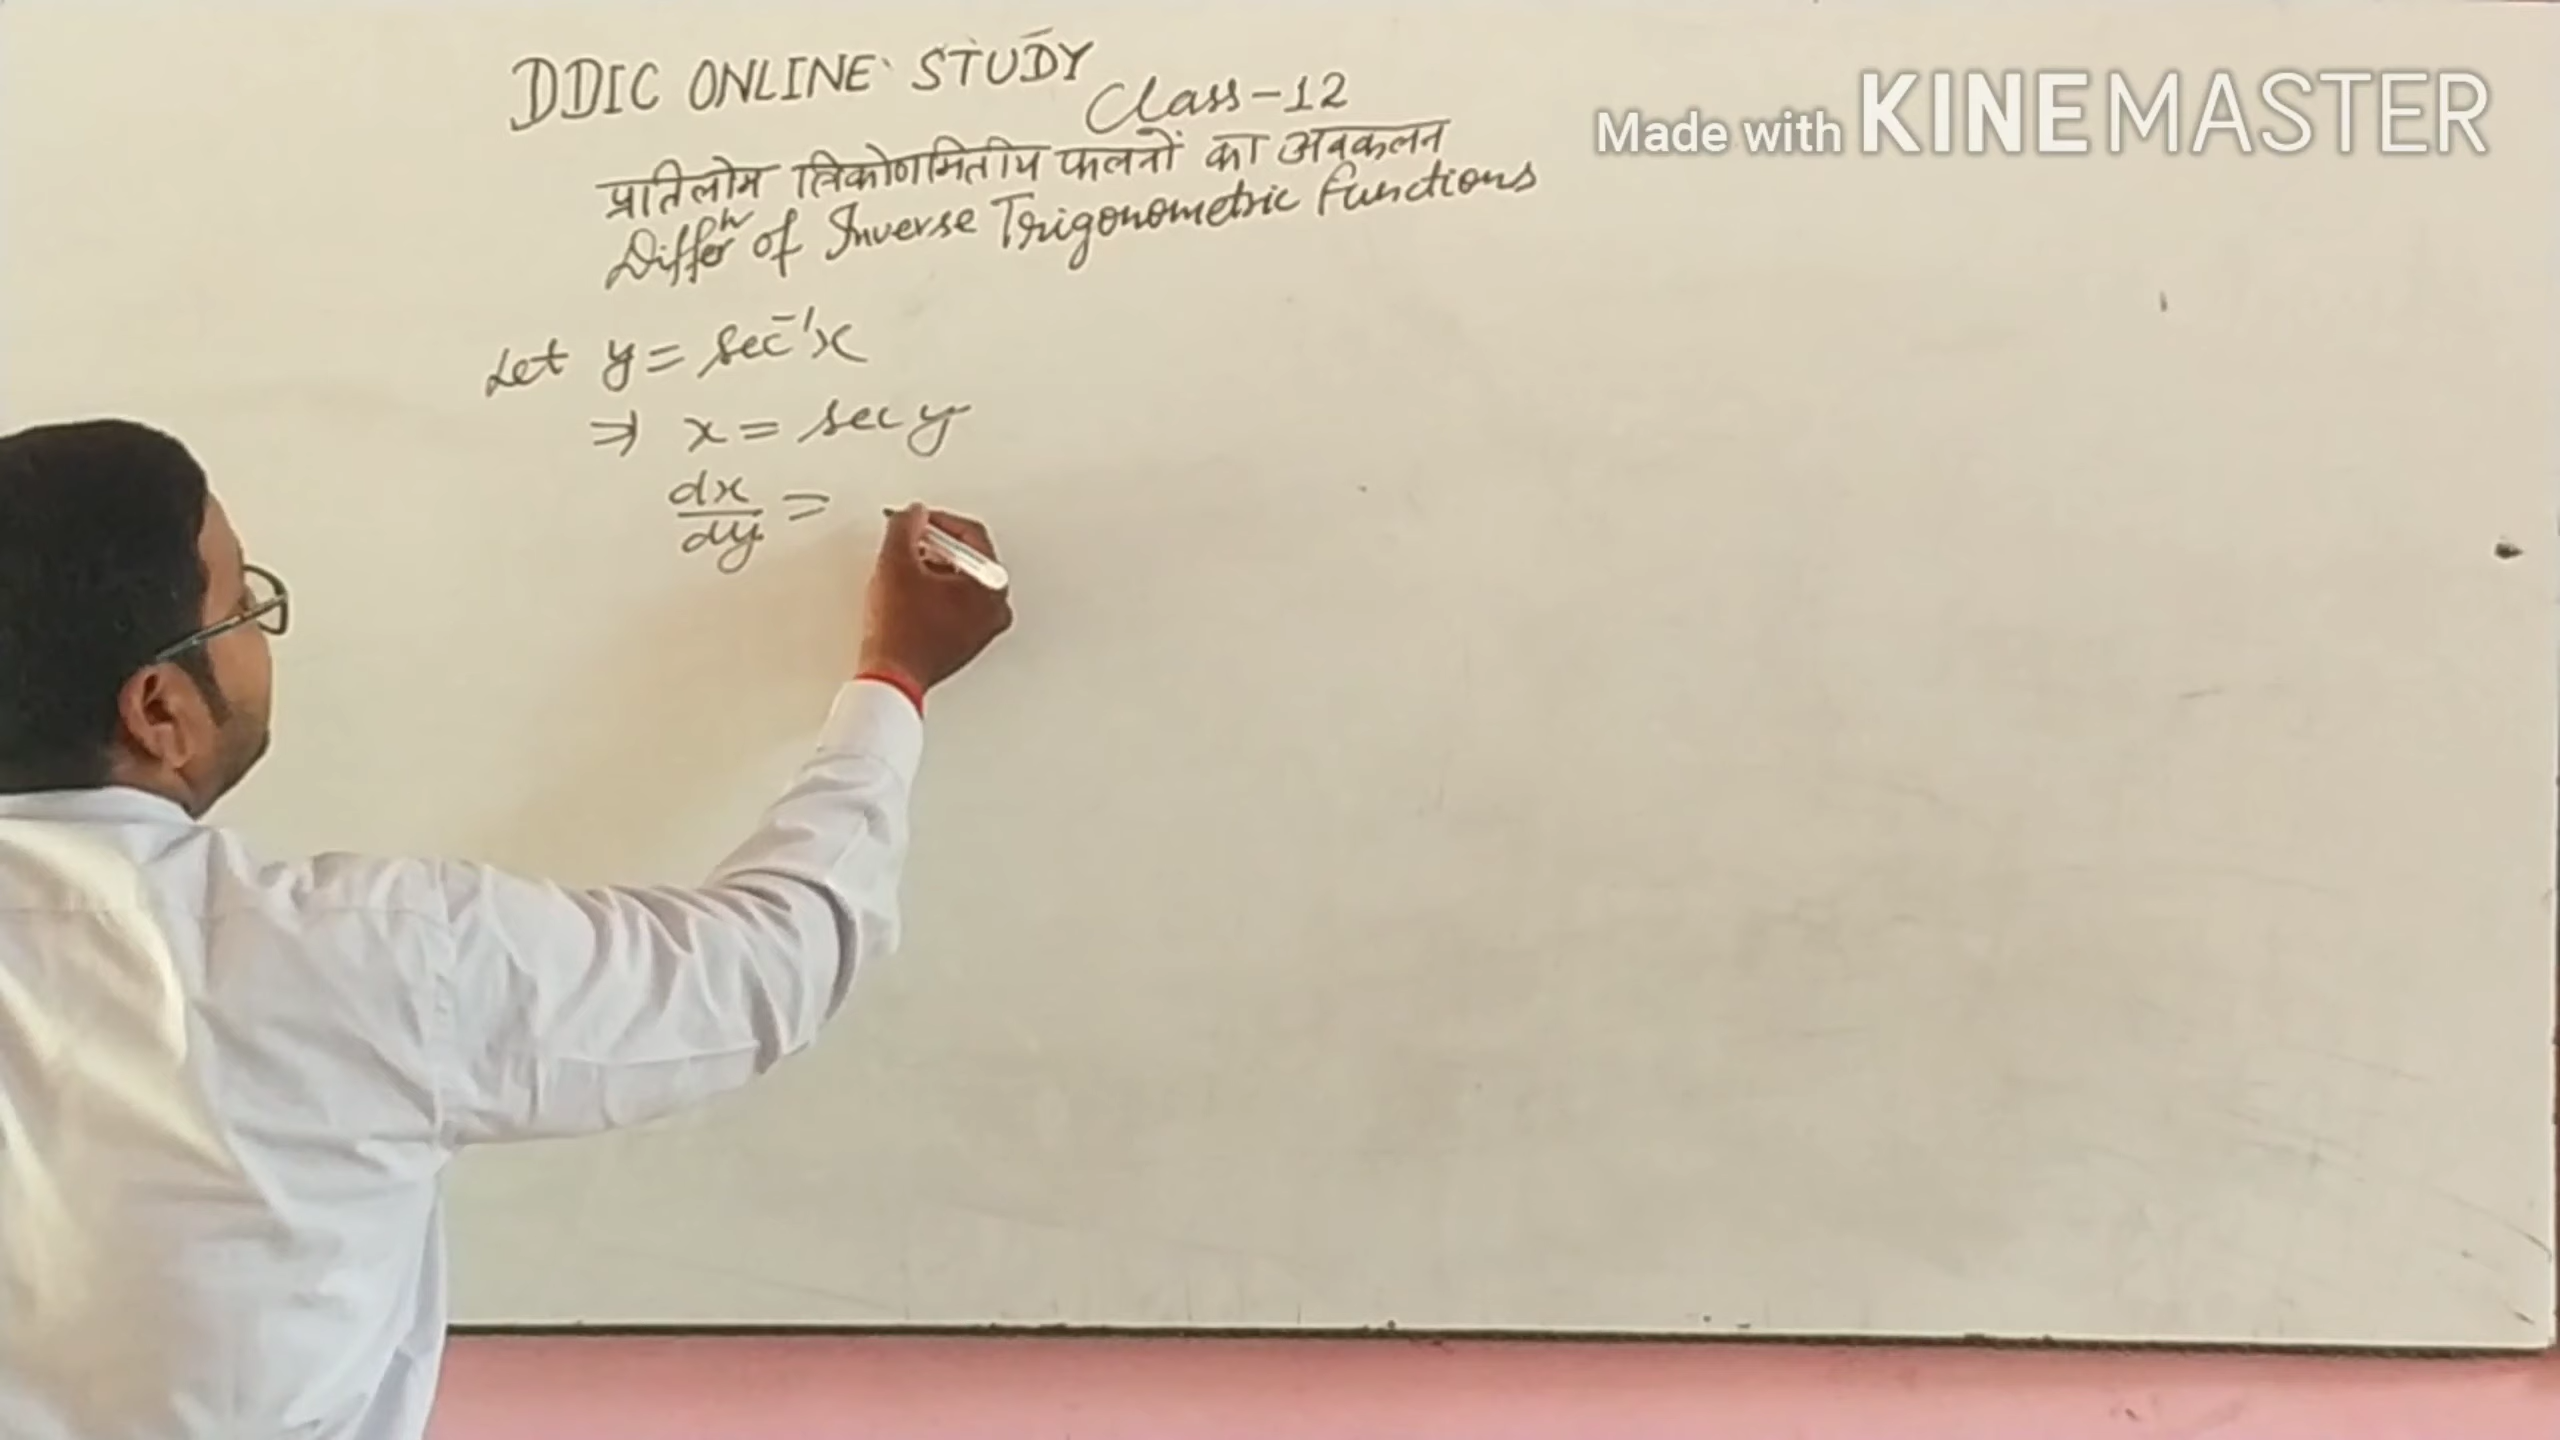 DDIC ONLINE STUDY
Class-12
Made with KINEMASTER
प्रतिलोम त्रिकोणमितीय फलनों का अवकलन
Differⁿ of Inverse Trigonometric Functions
Let y = sec⁻¹x
⇒ x = sec y
dx/dy =